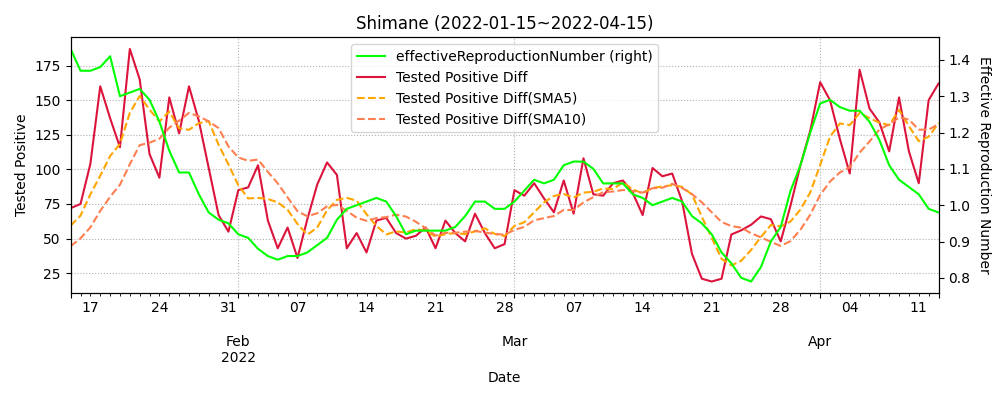 Shimane (2022-01-15~2022-04-15)
effectiveReproductionNumber (right)
Tested Positive Diff
Tested Positive Diff(SMA5)
Tested Positive Diff(SMA10)
Tested Positive
175
150
125
100
75
50
25
1.4
1.3
1.2
1.1
1.0
0.9
0.8
Effective Reproduction Number
17 24 31 07 14 21 28 07 14 21 28 04 11
Feb Mar Apr
2022
Date